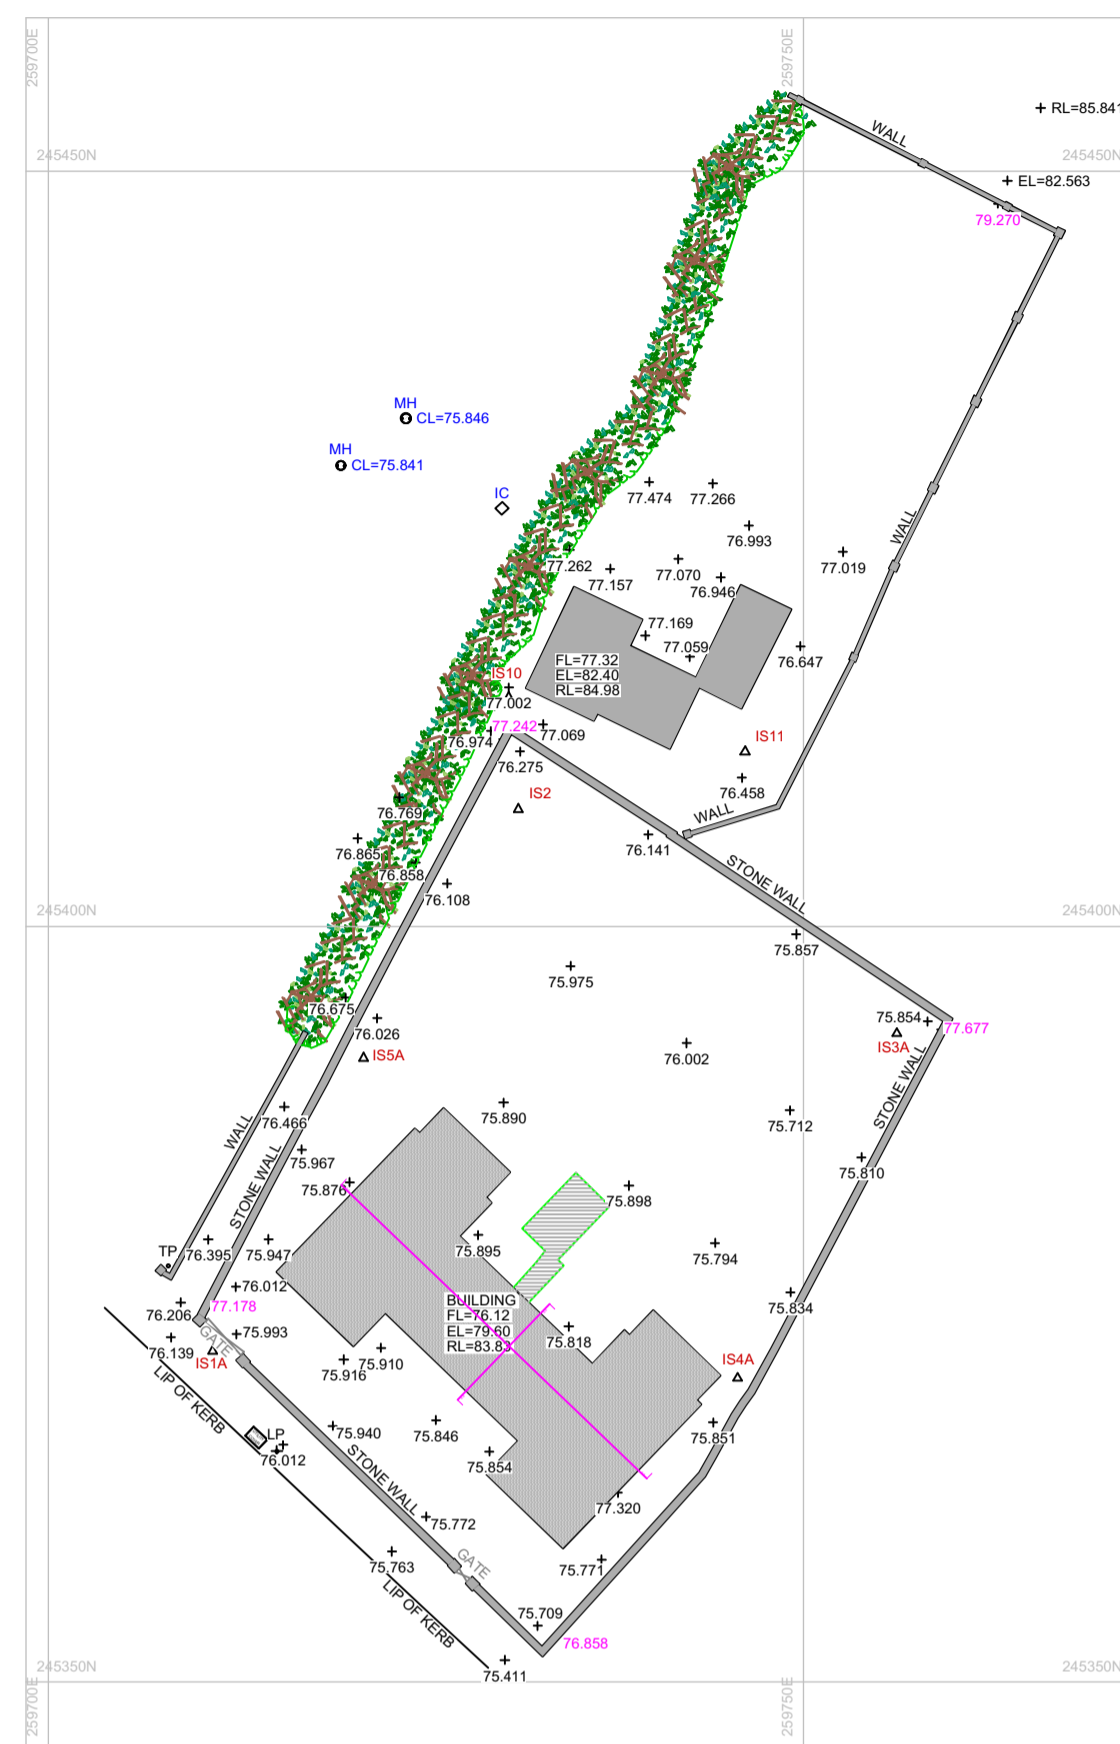 259700E
259750E
RL=85.841
WALL
245450N
245450N
EL=82.563
79.270
MH
CL=75.846
MH
CL=75.841
IC
77.474
77.266
76.993
WALL
77.019
77.262
77.157
77.070
76.946
77.169
77.059
76.647
FL=77.32
EL=82.40
RL=84.98
IS10
77.002
77.242
77.069
76.974
76.275
IS11
76.458
IS2
WALL
76.769
76.141
76.865
76.858
76.108
STONE WALL
245400N
245400N
75.857
75.975
76.675
76.026
75.854
77.677
IS3A
IS5A
76.002
STONE WALL
75.890
76.466
WALL
75.712
75.967
75.810
75.876
STONE WALL
75.898
TP
76.395
75.947
75.895
75.794
76.012
77.178
76.206
BUILDING
FL=76.12
EL=79.60
RL=83.83
75.834
75.818
GATE
75.993
76.139
IS1A
75.910
75.916
IS4A
LIP OF KERB
75.940
75.846
75.851
LP
76.012
75.854
STONE WALL
77.320
75.772
75.763
GATE
75.771
LIP OF KERB
75.709
76.858
75.411
245350N
245350N
259700E
259750E